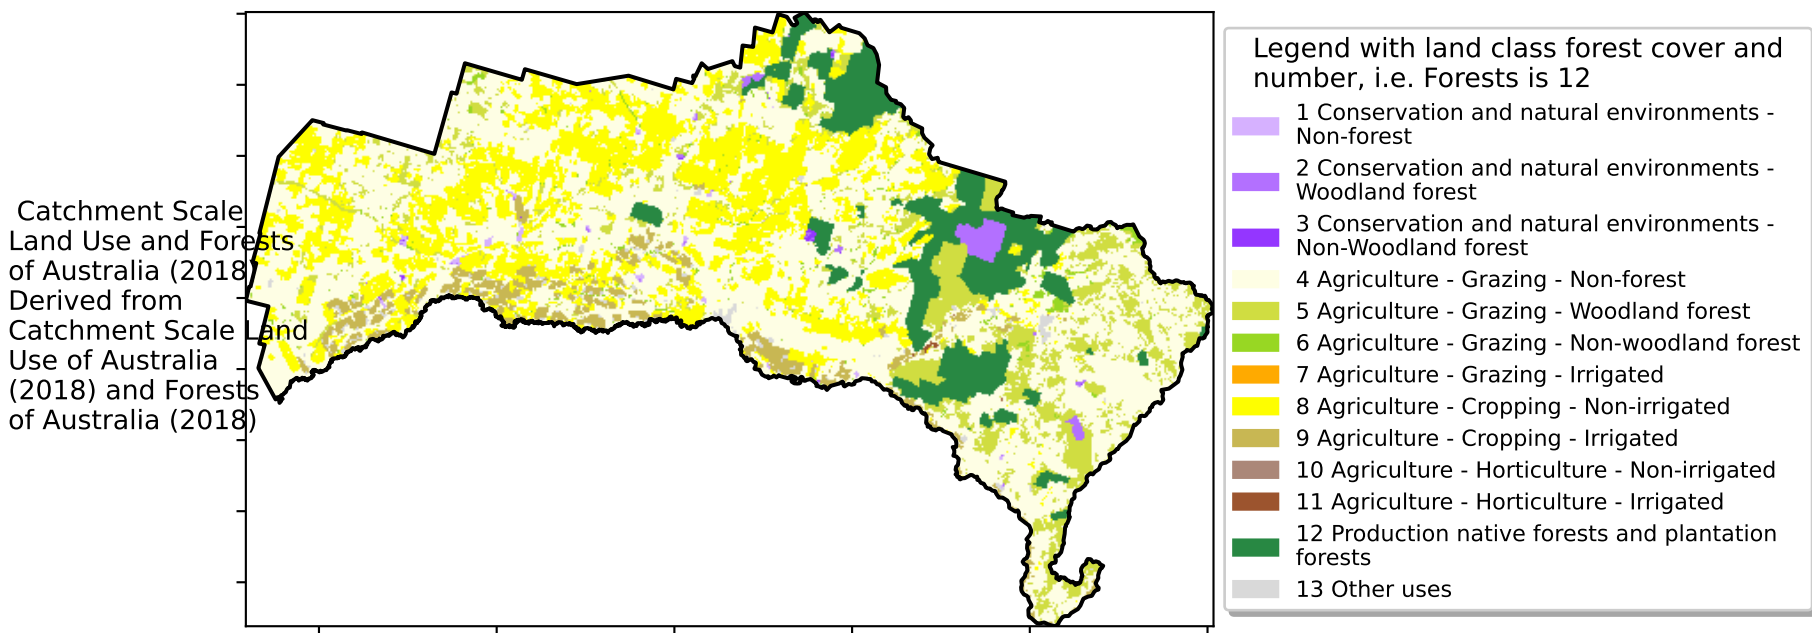 Catchment Scale
Land Use and Forests
of Australia (2018)
Derived from
Catchment Scale Land
Use of Australia
(2018) and Forests
of Australia (2018)
Legend with land class forest cover and
number, i.e. Forests is 12
1 Conservation and natural environments -
Non-forest
2 Conservation and natural environments -
Woodland forest
3 Conservation and natural environments -
Non-Woodland forest
4 Agriculture - Grazing - Non-forest
5 Agriculture - Grazing - Woodland forest
6 Agriculture - Grazing - Non-woodland forest
7 Agriculture - Grazing - Irrigated
8 Agriculture - Cropping - Non-irrigated
9 Agriculture - Cropping - Irrigated
10 Agriculture - Horticulture - Non-irrigated
11 Agriculture - Horticulture - Irrigated
12 Production native forests and plantation
forests
13 Other uses